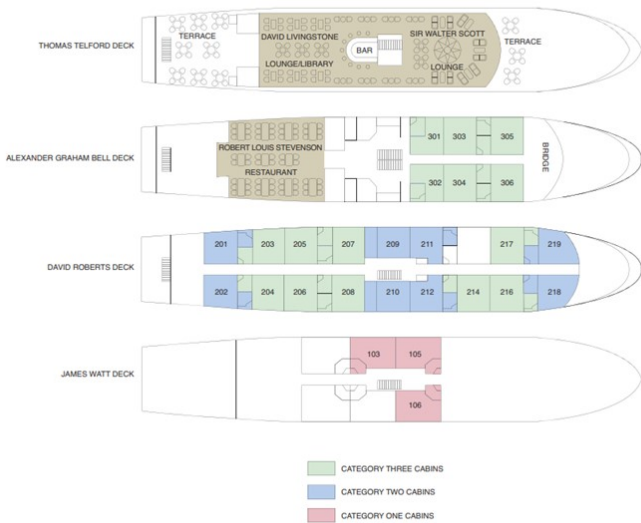 THOMAS TELFORD DECK
TERRACE
DAVID LIVINGSTONE
LOUNGE/LIBRARY
BAR
SIR WALTER SCOTT
LOUNGE
TERRACE
ALEXANDER GRAHAM BELL DECK
ROBERT LOUIS STEVENSON
RESTAURANT
301 303 305
302 304 306
BRIDGE
DAVID ROBERTS DECK
201 203 205 207 209 211 217 219
202 204 206 208 210 212 214 216 218
JAMES WATT DECK
103 105
106
CATEGORY THREE CABINS
CATEGORY TWO CABINS
CATEGORY ONE CABINS